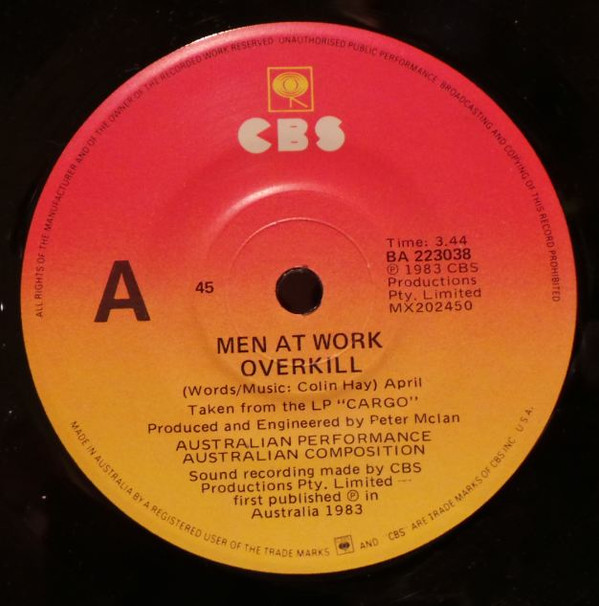 ALL RIGHTS OF THE MANUFACTURER AND OF THE OWNER OF THE RECORDED WORK RESERVED. UNAUTHORISED PUBLIC PERFORMANCE, BROADCASTING AND COPYING OF THIS RECORD PROHIBITED
CBS
Time: 3.44
BA 223038
℗ 1983 CBS
Productions
Pty. Limited
MX202450
A
45
MEN AT WORK
OVERKILL
(Words/Music: Colin Hay) April
Taken from the LP "CARGO"
Produced and Engineered by Peter McIan
AUSTRALIAN PERFORMANCE
AUSTRALIAN COMPOSITION
Sound recording made by CBS
Productions Pty. Limited
first published ℗ in
Australia 1983
MADE IN AUSTRALIA BY A REGISTERED USER OF THE TRADE MARKS AND "CBS" ARE TRADE MARKS OF CBS INC. U.S.A.